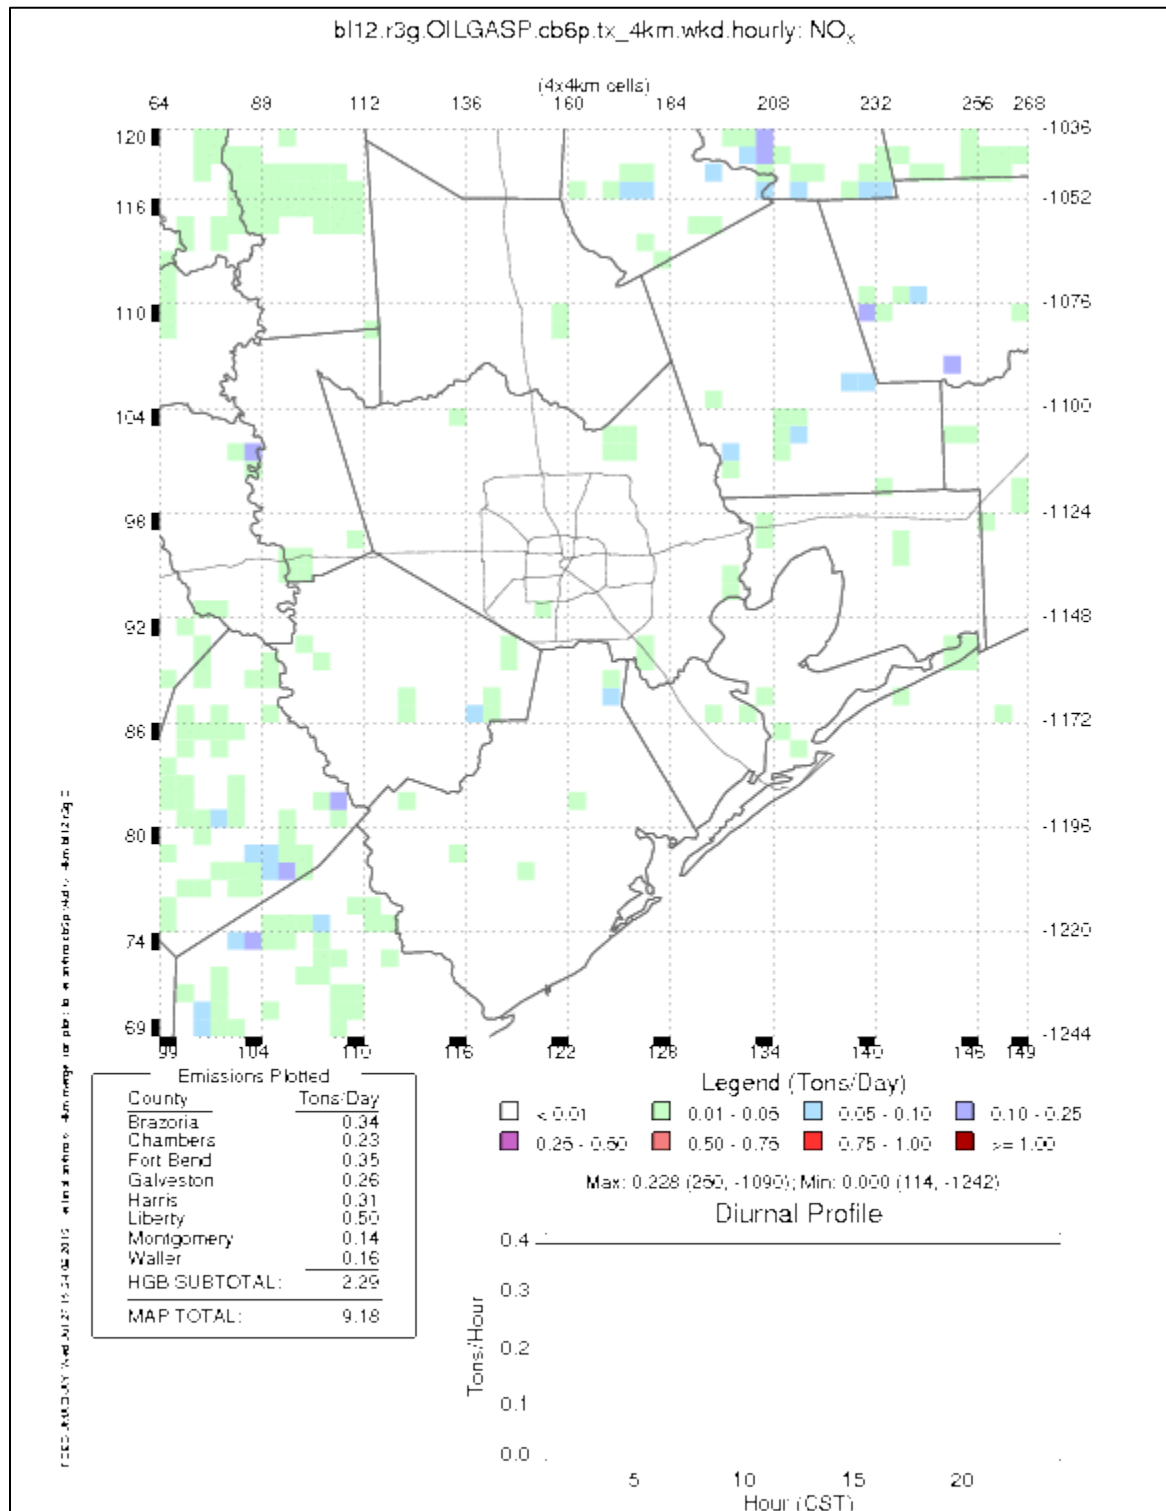 bl12.r3g.OILGASP.cb6p.tx_4km.wkd.hourly: NOx
(4x4km cells)
64 88 112 136 160 184 208 232 256 268
120 -1036
116 -1052
110 -1076
104 -1100
98 -1124
92 -1148
86 -1172
80 -1196
74 -1220
69 -1244
99 104 110 116 122 128 134 140 146 149
Emissions Plotted
County Tons/Day
Brazoria 0.34
Chambers 0.23
Fort Bend 0.35
Galveston 0.26
Harris 0.31
Liberty 0.50
Montgomery 0.14
Waller 0.16
HGB SUBTOTAL: 2.29
MAP TOTAL: 9.18
Legend (Tons/Day)
< 0.01 0.01 - 0.05 0.05 - 0.10 0.10 - 0.25
0.25 - 0.50 0.50 - 0.75 0.75 - 1.00 >= 1.00
Max: 0.228 (250, -1090); Min: 0.000 (114, -1242)
Diurnal Profile
Tons/Hour
0.4
0.3
0.2
0.1
0.0
5 10 15 20
Hour (CST)